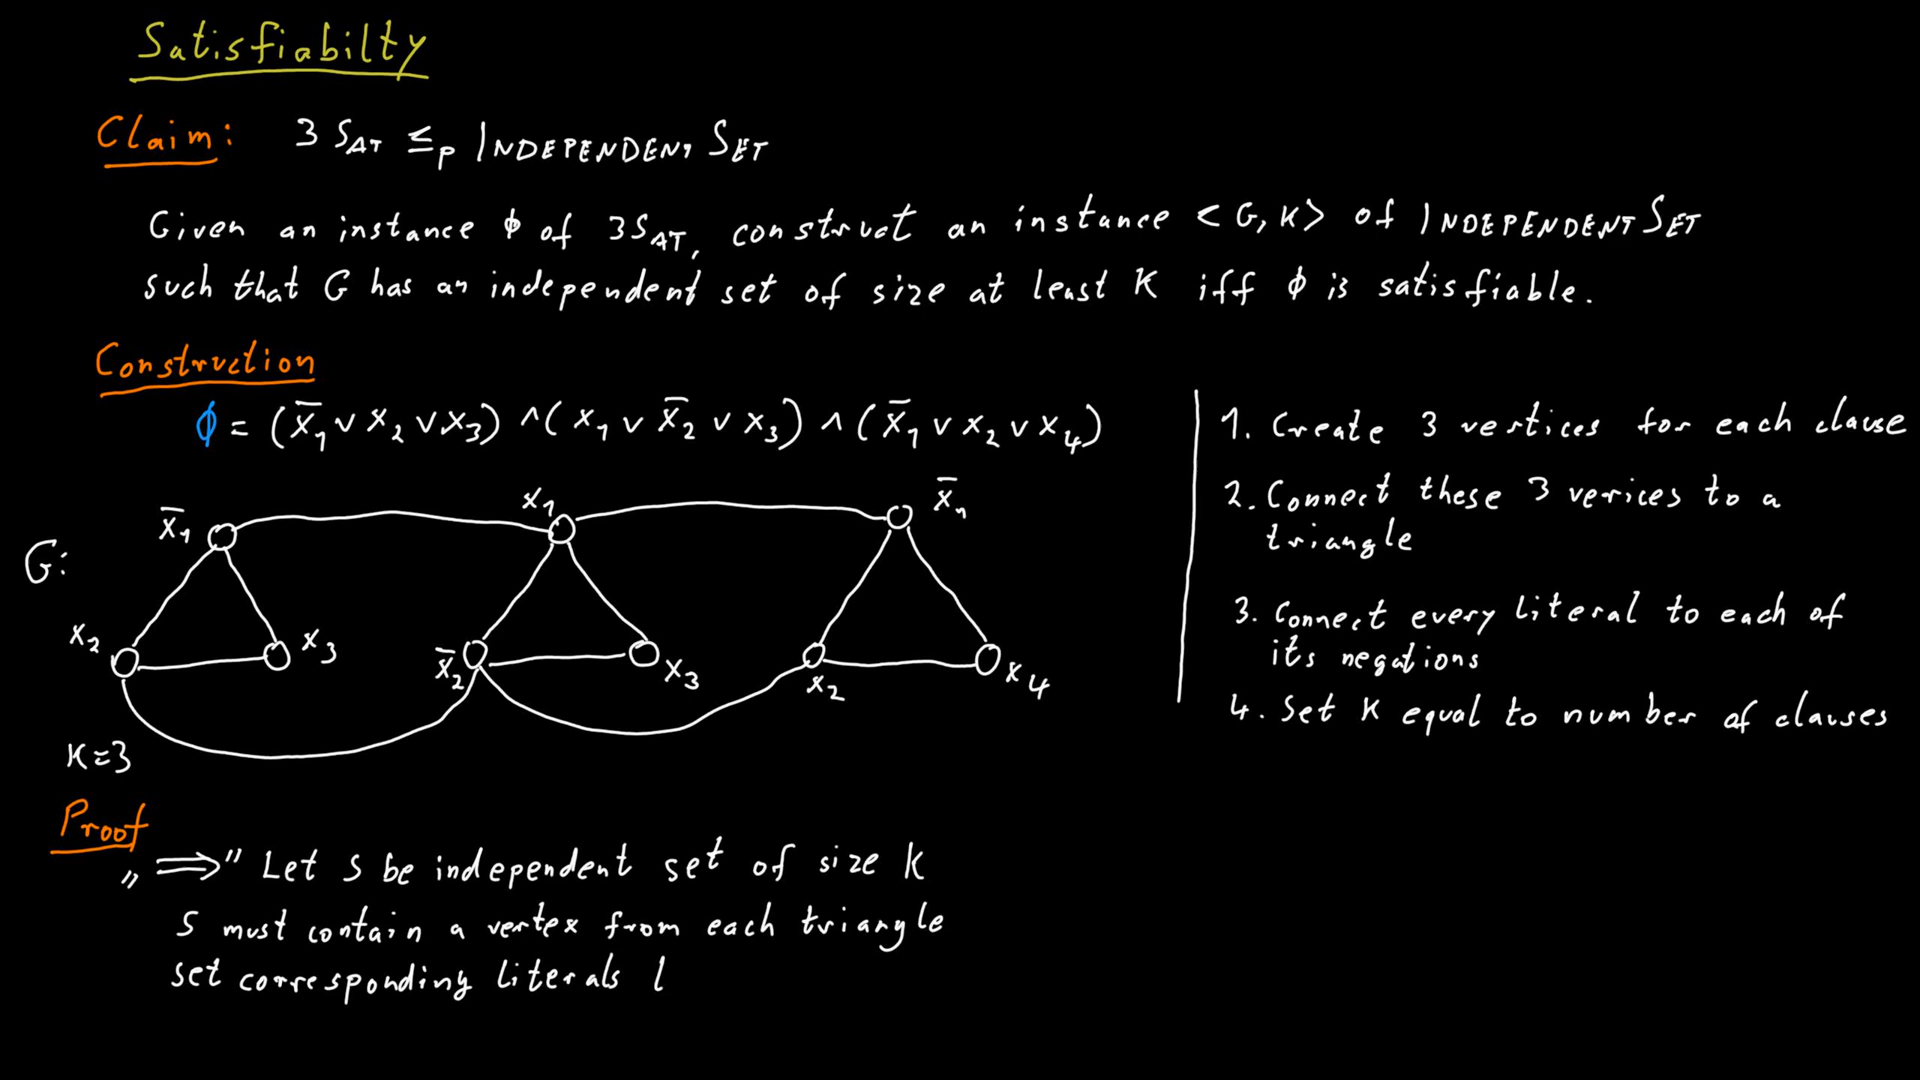 Satisfiabilty
Claim: 3 SAT ≤p INDEPENDENT SET
Given an instance ϕ of 3SAT, construct an instance <G,K> of INDEPENDENT SET
such that G has an independent set of size at least K iff ϕ is satisfiable.
Construction
ϕ = (x̅₁ ∨ x₂ ∨ x₃) ∧ (x₁ ∨ x̅₂ ∨ x₃) ∧ (x̅₁ ∨ x₂ ∨ x₄)
1. Create 3 vertices for each clause
2. Connect these 3 verices to a
triangle
3. Connect every literal to each of
its negations
4. Set K equal to number of clauses
G:
x̅₁ x₁ x̅₁
x₂ x₃ x̅₂ x₃ x₂ x₄
K=3
Proof
„⟹" Let S be independent set of size K
S must contain a vertex from each triangle
set corresponding literals l